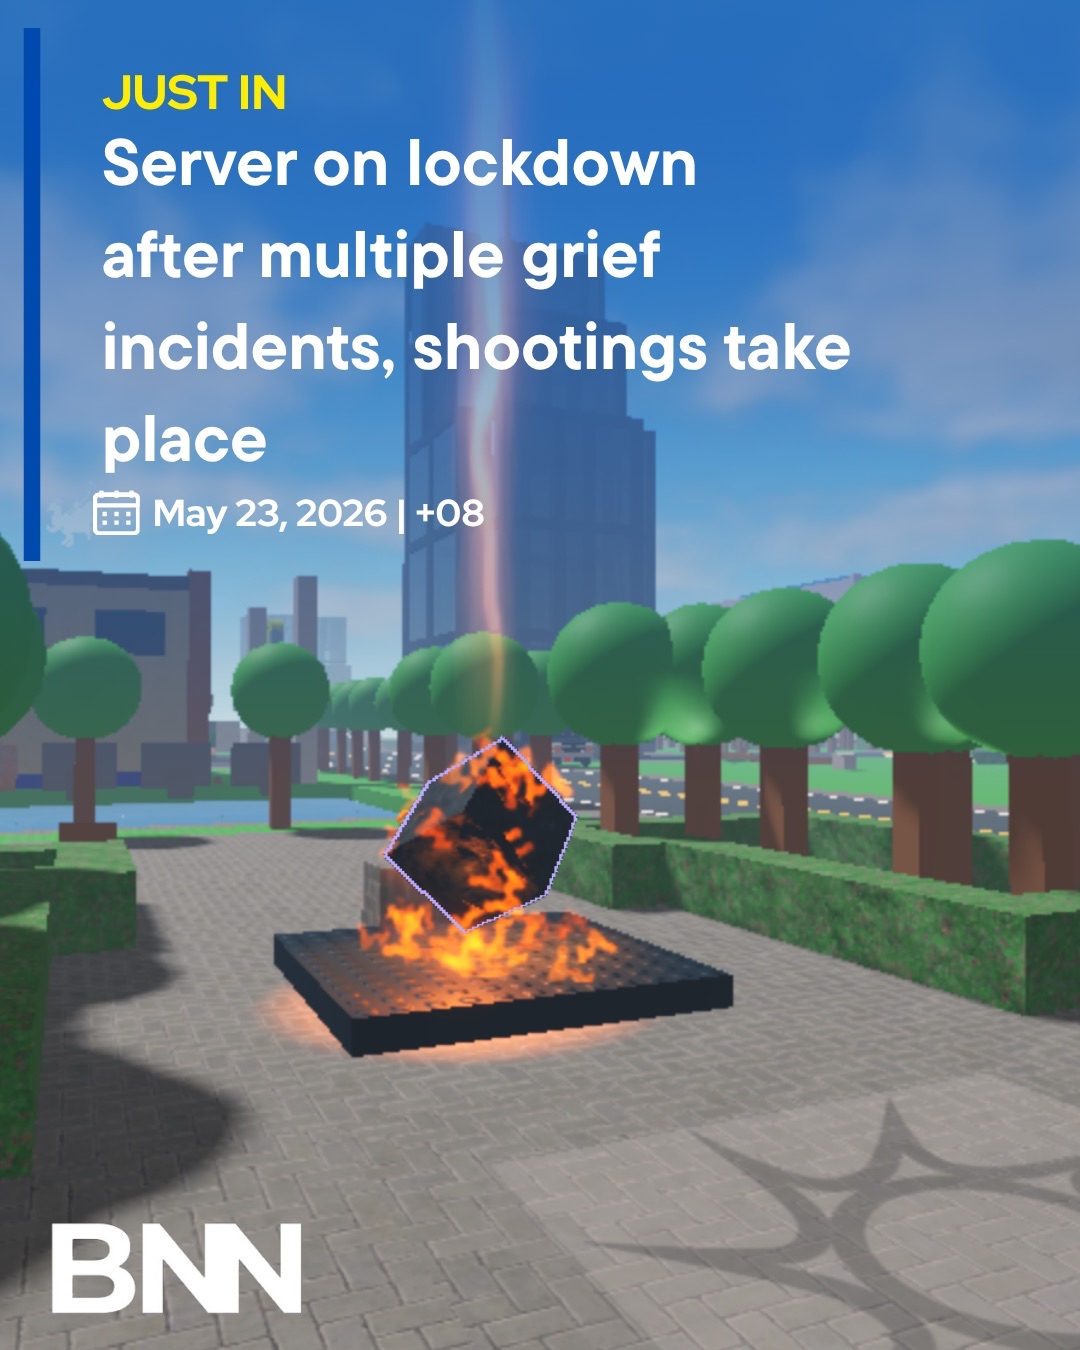 JUST IN
Server on lockdown
after multiple grief
incidents, shootings take
place
May 23, 2026 | +08
BNN